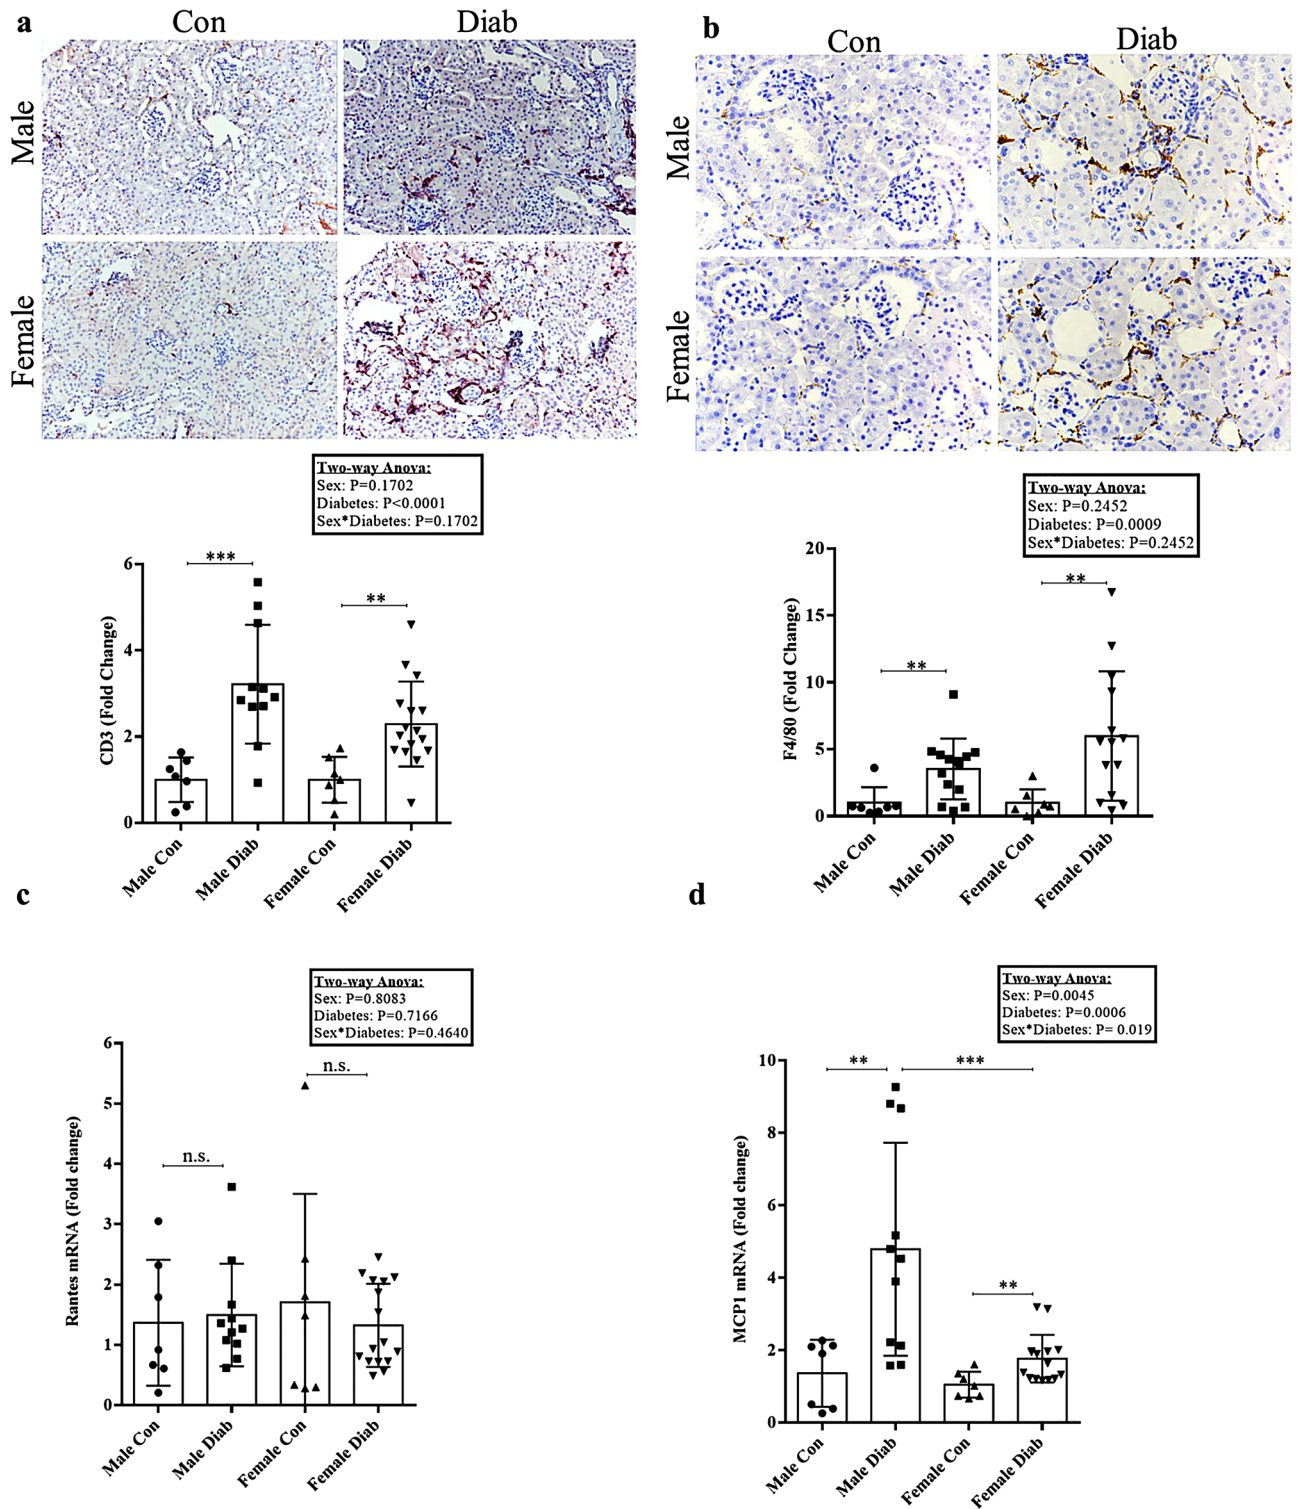 a
Con
Diab
Male
Female
Two-way Anova:
Sex: P=0.1702
Diabetes: P<0.0001
Sex*Diabetes: P=0.1702
CD3 (Fold Change)
6
4
2
0
***
**
Male Con
Male Diab
Female Con
Female Diab
b
Con
Diab
Male
Female
Two-way Anova:
Sex: P=0.2452
Diabetes: P=0.0009
Sex*Diabetes: P=0.2452
F4/80 (Fold Change)
20
15
10
5
0
**
**
Male Con
Male Diab
Female Con
Female Diab
c
Two-way Anova:
Sex: P=0.8083
Diabetes: P=0.7166
Sex*Diabetes: P=0.4640
Rantes mRNA (Fold change)
6
5
4
3
2
1
0
n.s.
n.s.
Male Con
Male Diab
Female Con
Female Diab
d
Two-way Anova:
Sex: P=0.0045
Diabetes: P=0.0006
Sex*Diabetes: P= 0.019
MCP1 mRNA (Fold change)
10
8
6
4
2
0
**
***
**
Male Con
Male Diab
Female Con
Female Diab